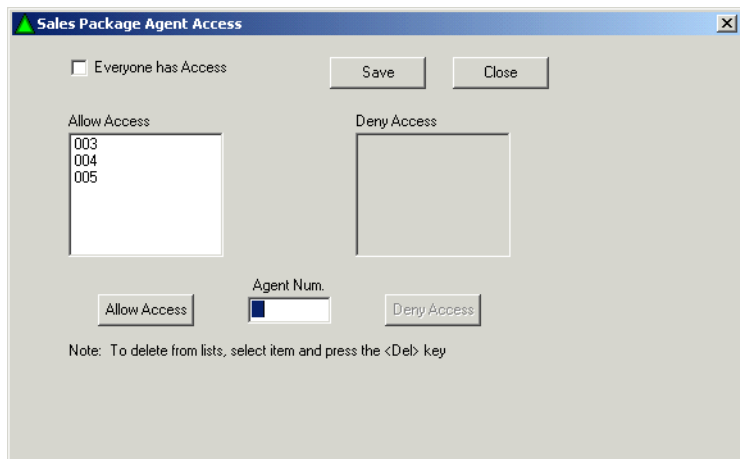 Sales Package Agent Access
Everyone has Access
Save
Close
Allow Access
Deny Access
003
004
005
Agent Num.
Allow Access
Deny Access
Note: To delete from lists, select item and press the <Del> key